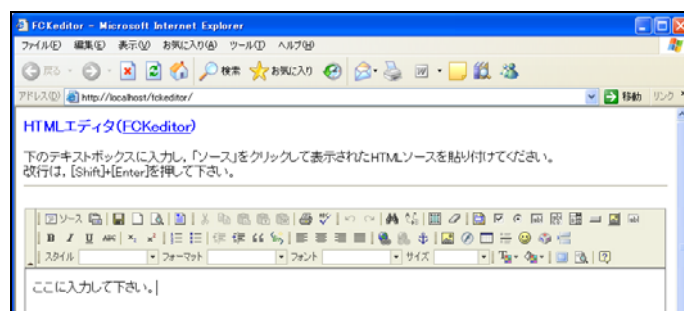 FCKeditor - Microsoft Internet Explorer
ファイル(F) 編集(E) 表示(V) お気に入り(A) ツール(T) ヘルプ(H)
戻る 検索 お気に入り
アドレス(D) http://localhost/fckeditor/ 移動 リンク
HTMLエディタ(FCKeditor)
下のテキストボックスに入力し，「ソース」をクリックして表示されたHTMLソースを貼り付けてください。
改行は，[Shift]+[Enter]を押して下さい。
ソース
B I U ABC
スタイル フォーマット フォント サイズ
ここに入力して下さい。